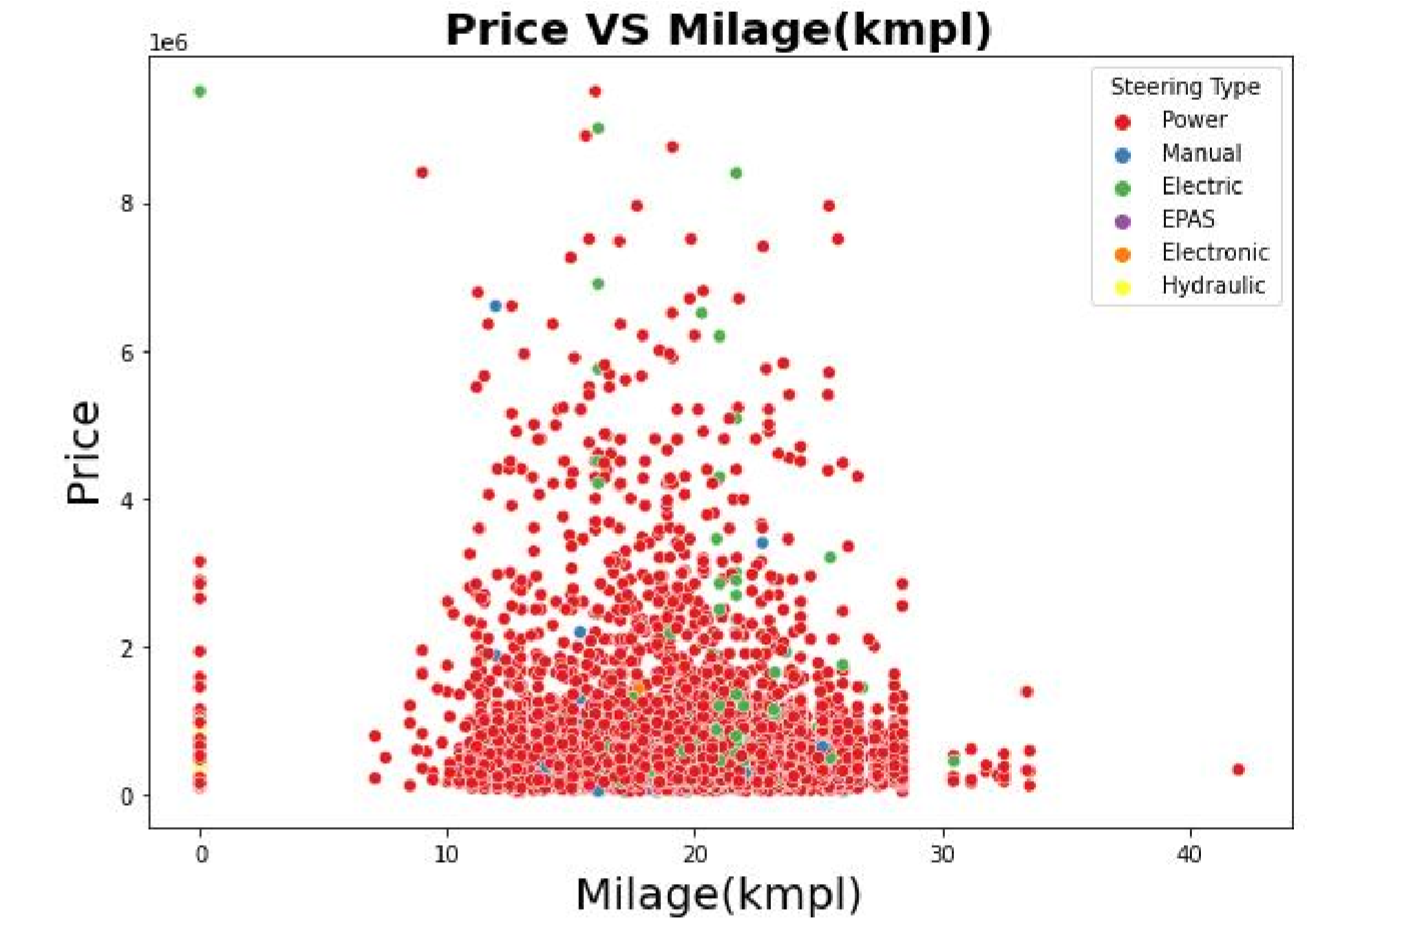 Price VS Milage(kmpl)
1e6
Steering Type
Power
Manual
Electric
EPAS
Electronic
Hydraulic
8
6
4
2
0
Price
0 10 20 30 40
Milage(kmpl)